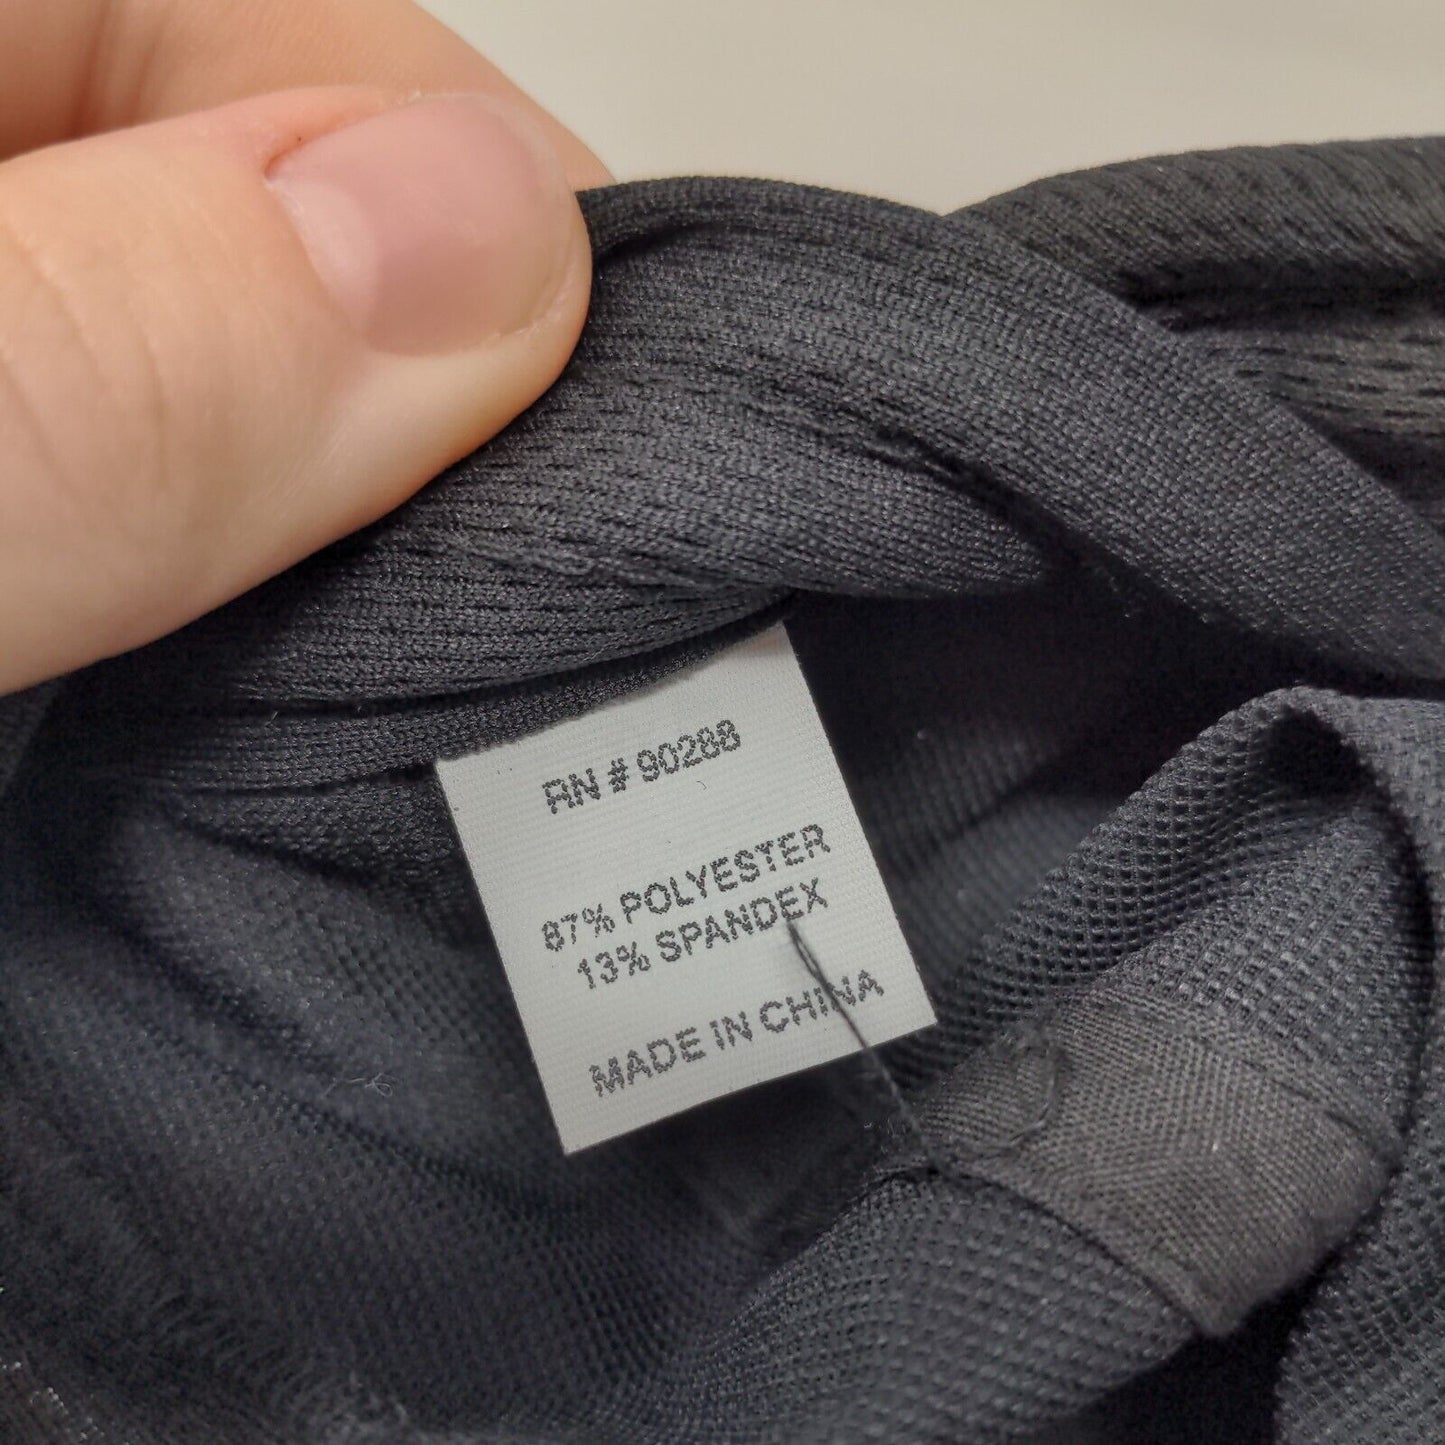 RN # 90288
87% POLYESTER
13% SPANDEX
MADE IN CHINA